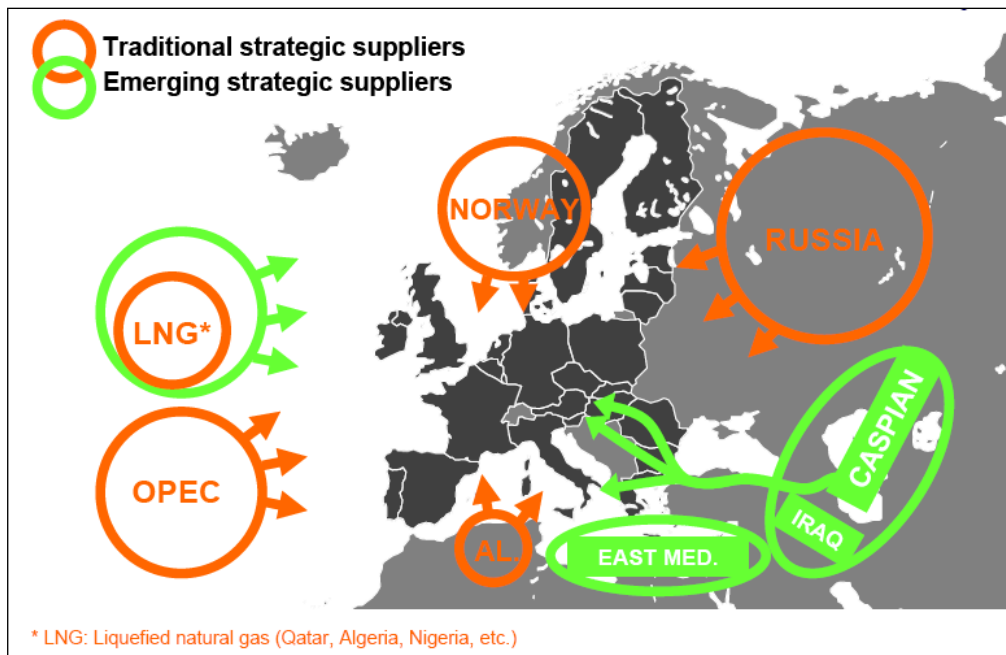 Traditional strategic suppliers
Emerging strategic suppliers
NORWAY
RUSSIA
LNG*
OPEC
CASPIAN
IRAQ
AL.
EAST MED.
* LNG: Liquefied natural gas (Qatar, Algeria, Nigeria, etc.)